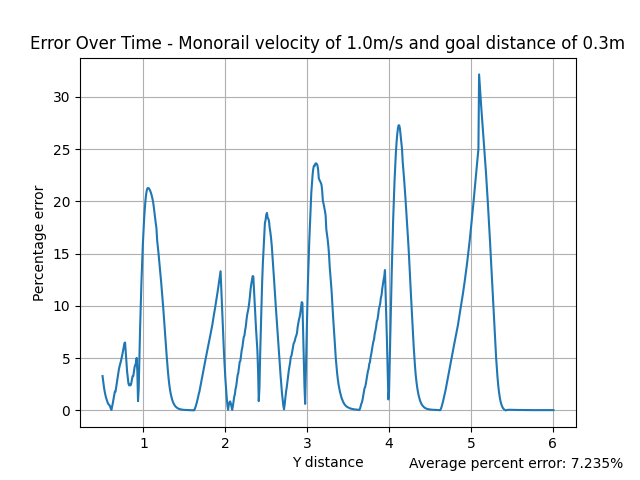 Error Over Time - Monorail velocity of 1.0m/s and goal distance of 0.3m
Percentage error
30
25
20
15
10
5
0
1 2 3 4 5 6
Y distance
Average percent error: 7.235%